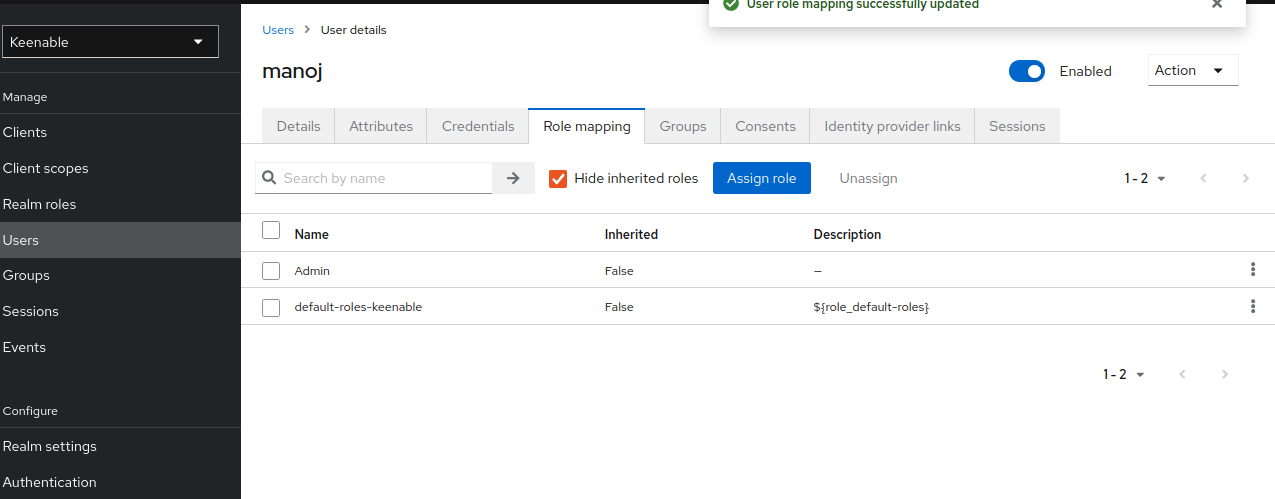 User role mapping successfully updated
Keenable
Users > User details
manoj
Enabled
Action
Manage
Clients
Client scopes
Realm roles
Users
Groups
Sessions
Events
Configure
Realm settings
Authentication
Details Attributes Credentials Role mapping Groups Consents Identity provider links Sessions
Search by name
Hide inherited roles
Assign role
Unassign
1 - 2
Name Inherited Description
Admin False —
default-roles-keenable False ${role_default-roles}
1 - 2